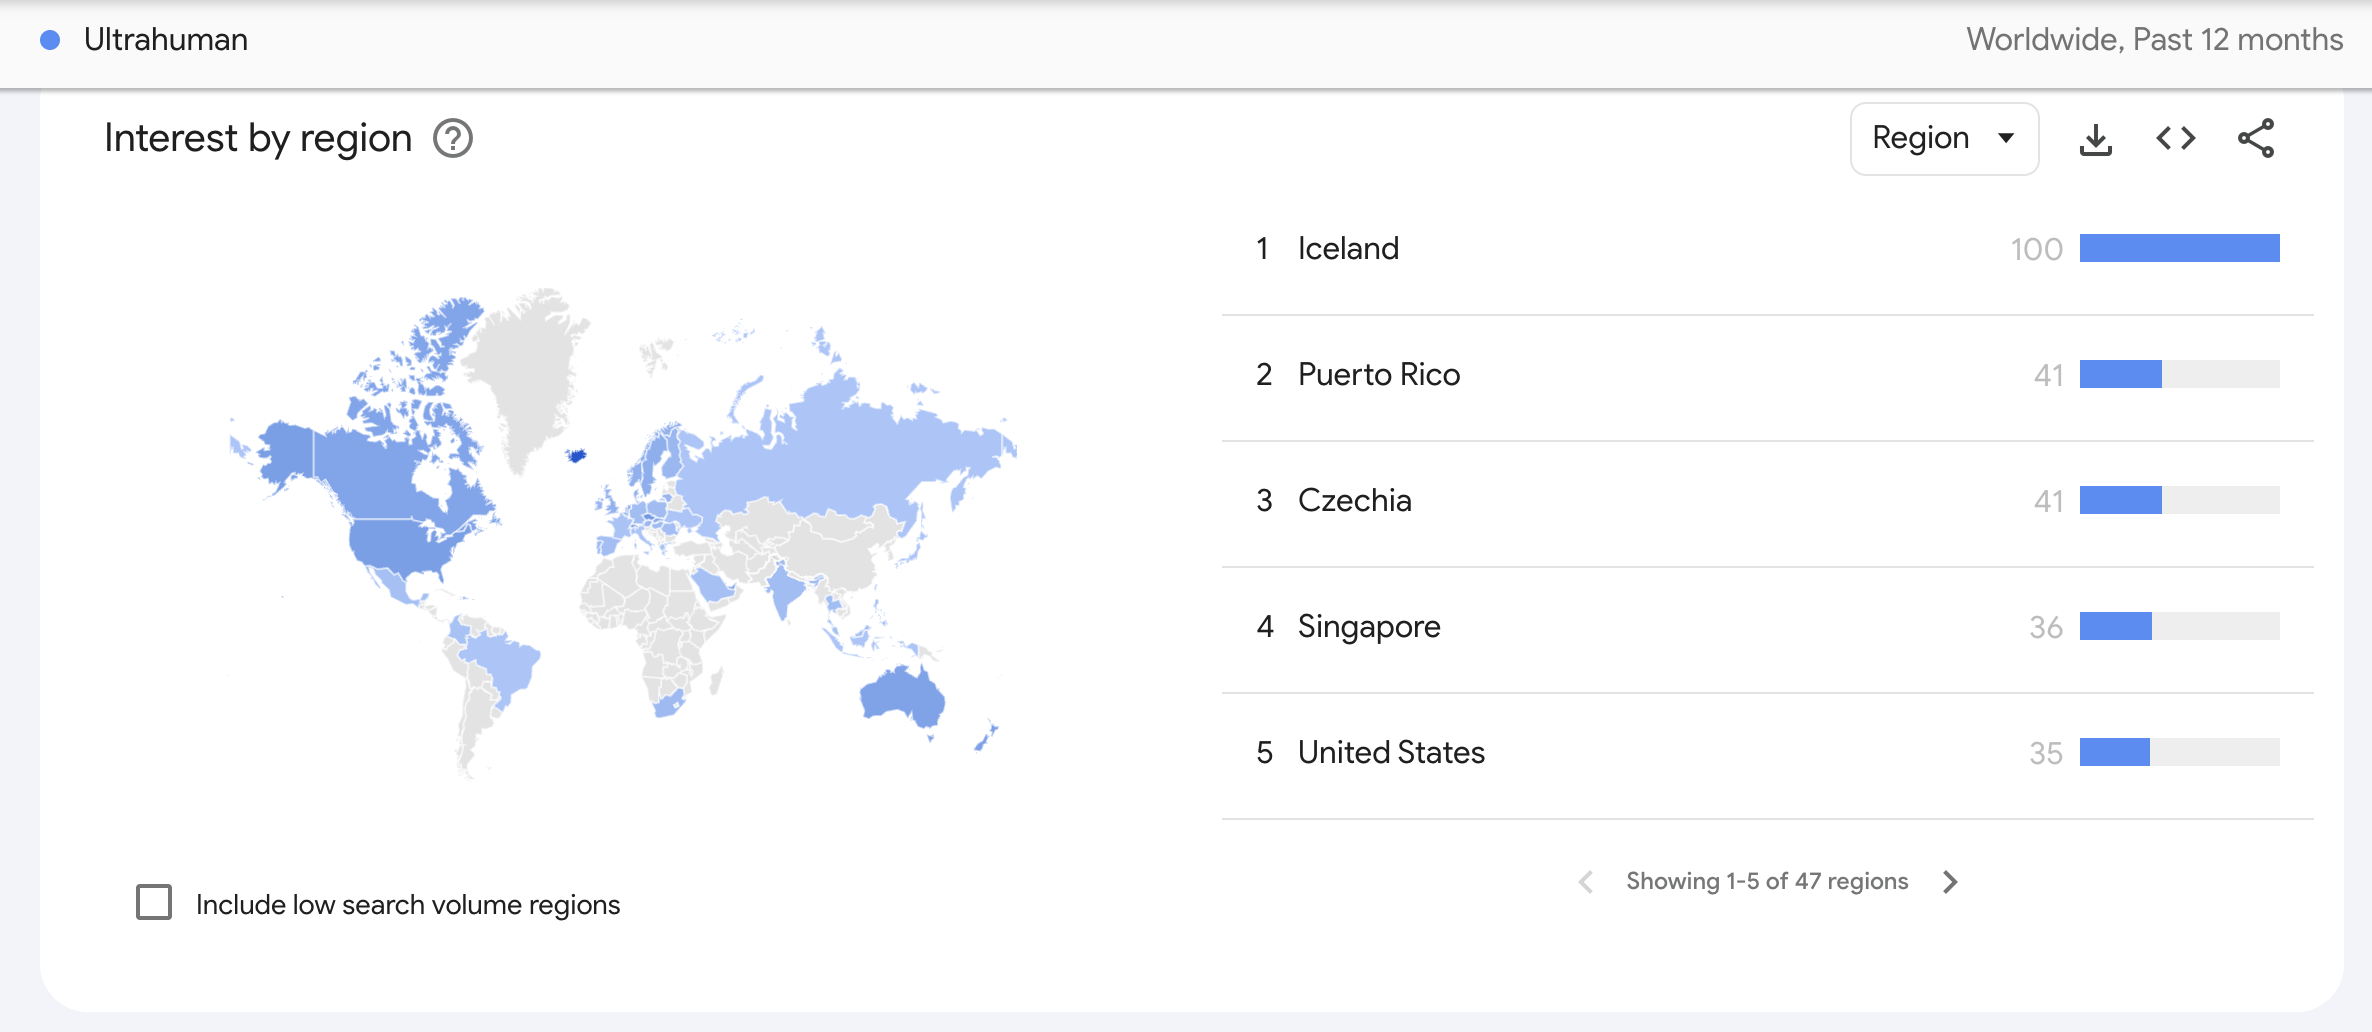 Ultrahuman
Worldwide, Past 12 months
Interest by region
?
Region
1 Iceland 100
2 Puerto Rico 41
3 Czechia 41
4 Singapore 36
5 United States 35
Include low search volume regions
Showing 1-5 of 47 regions